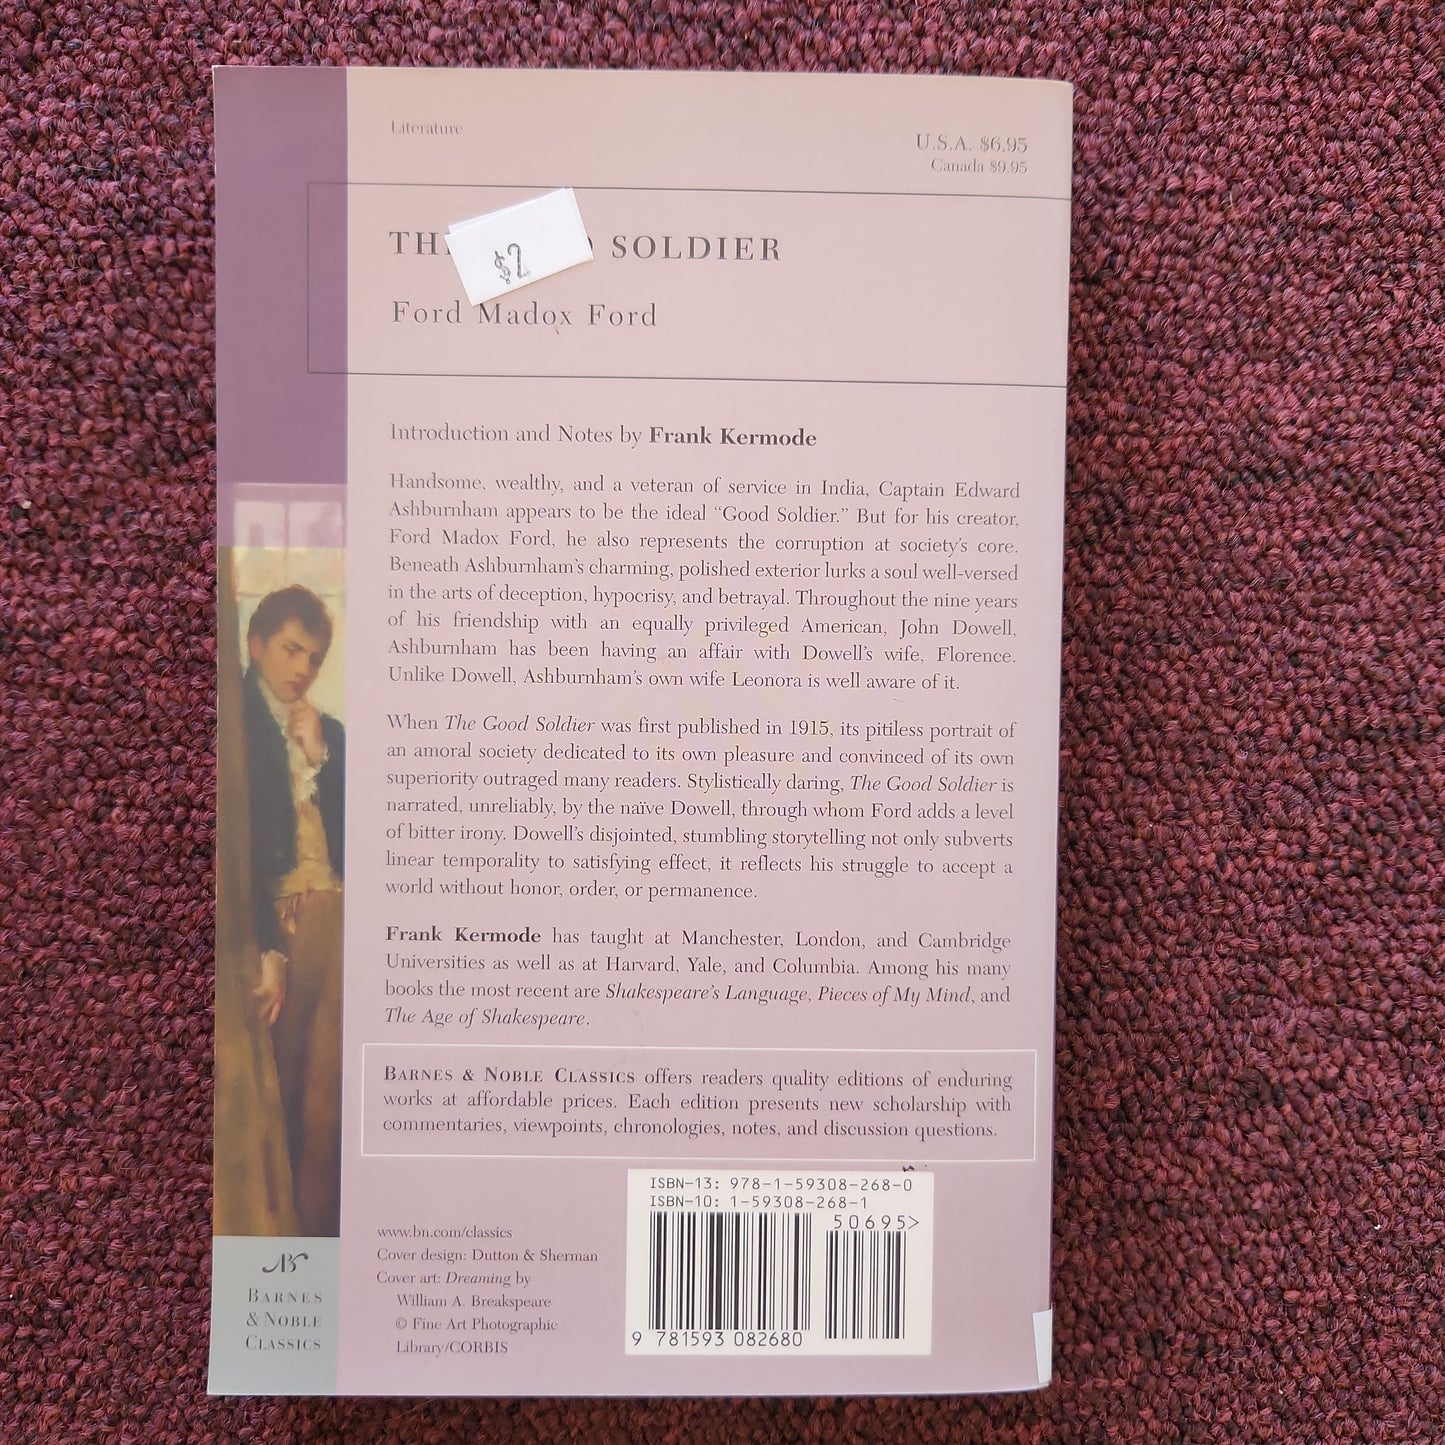 Literature
U.S.A. $6.95
Canada $9.95
$2
SOLDIER
Ford Madox Ford
Introduction and Notes by Frank Kermode
Handsome, wealthy, and a veteran of service in India, Captain Edward
Ashburnham appears to be the ideal “Good Soldier.” But for his creator,
Ford Madox Ford, he also represents the corruption at society’s core.
Beneath Ashburnham’s charming, polished exterior lurks a soul well-versed
in the arts of deception, hypocrisy, and betrayal. Throughout the nine years
of his friendship with an equally privileged American, John Dowell,
Ashburnham has been having an affair with Dowell’s wife, Florence.
Unlike Dowell, Ashburnham’s own wife Leonora is well aware of it.
When The Good Soldier was first published in 1915, its pitiless portrait of
an amoral society dedicated to its own pleasure and convinced of its own
superiority outraged many readers. Stylistically daring, The Good Soldier is
narrated, unreliably, by the naïve Dowell, through whom Ford adds a level
of bitter irony. Dowell’s disjointed, stumbling storytelling not only subverts
linear temporality to satisfying effect, it reflects his struggle to accept a
world without honor, order, or permanence.
Frank Kermode has taught at Manchester, London, and Cambridge
Universities as well as at Harvard, Yale, and Columbia. Among his many
books the most recent are Shakespeare’s Language, Pieces of My Mind, and
The Age of Shakespeare.
BARNES & NOBLE CLASSICS offers readers quality editions of enduring
works at affordable prices. Each edition presents new scholarship with
commentaries, viewpoints, chronologies, notes, and discussion questions.
ISBN-13: 978-1-59308-268-0
ISBN-10: 1-59308-268-1
50695>
9 781593 082680
www.bn.com/classics
Cover design: Dutton & Sherman
Cover art: Dreaming by
William A. Breakspeare
© Fine Art Photographic
Library/CORBIS
BARNES
& NOBLE
CLASSICS